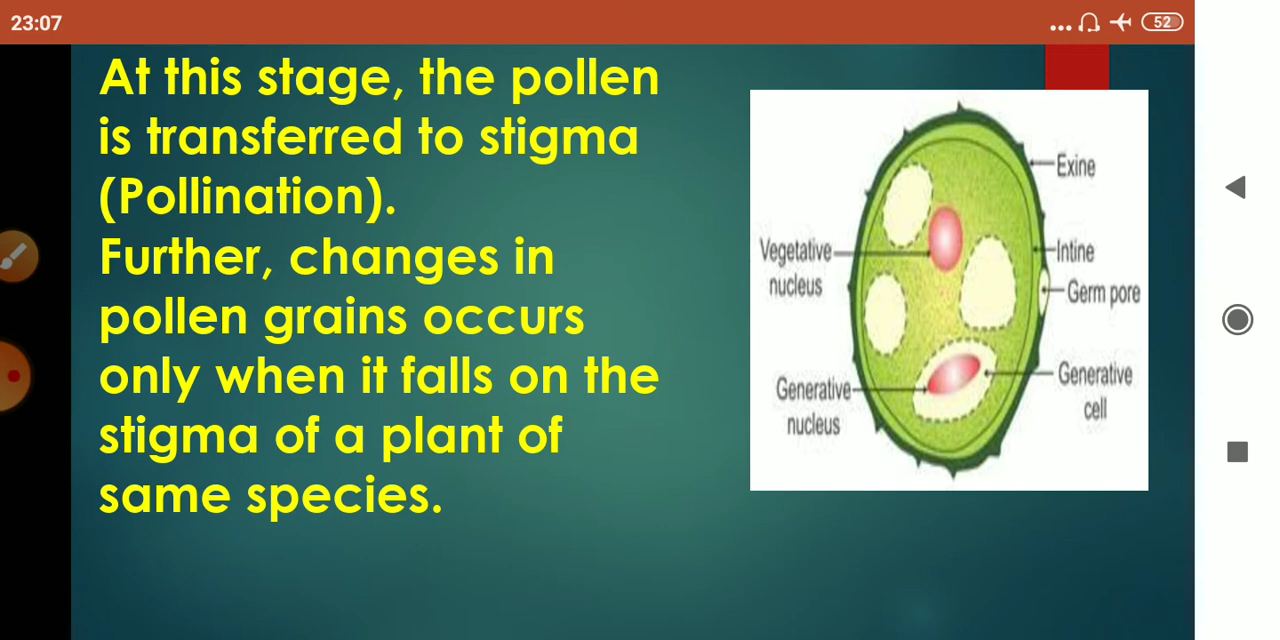 23:07
52
At this stage, the pollen
is transferred to stigma
(Pollination).
Further, changes in
pollen grains occurs
only when it falls on the
stigma of a plant of
same species.
Exine
Vegetative
nucleus
Intine
Germ pore
Generative
nucleus
Generative
cell